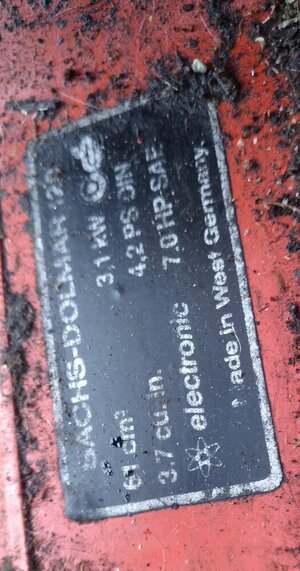 SACHS-DOLMAR 120
61 cm³ 3,1 kW
3.7 cu.in. 4,2 PS DIN
electronic 7.0 HP SAE
Made in West Germany